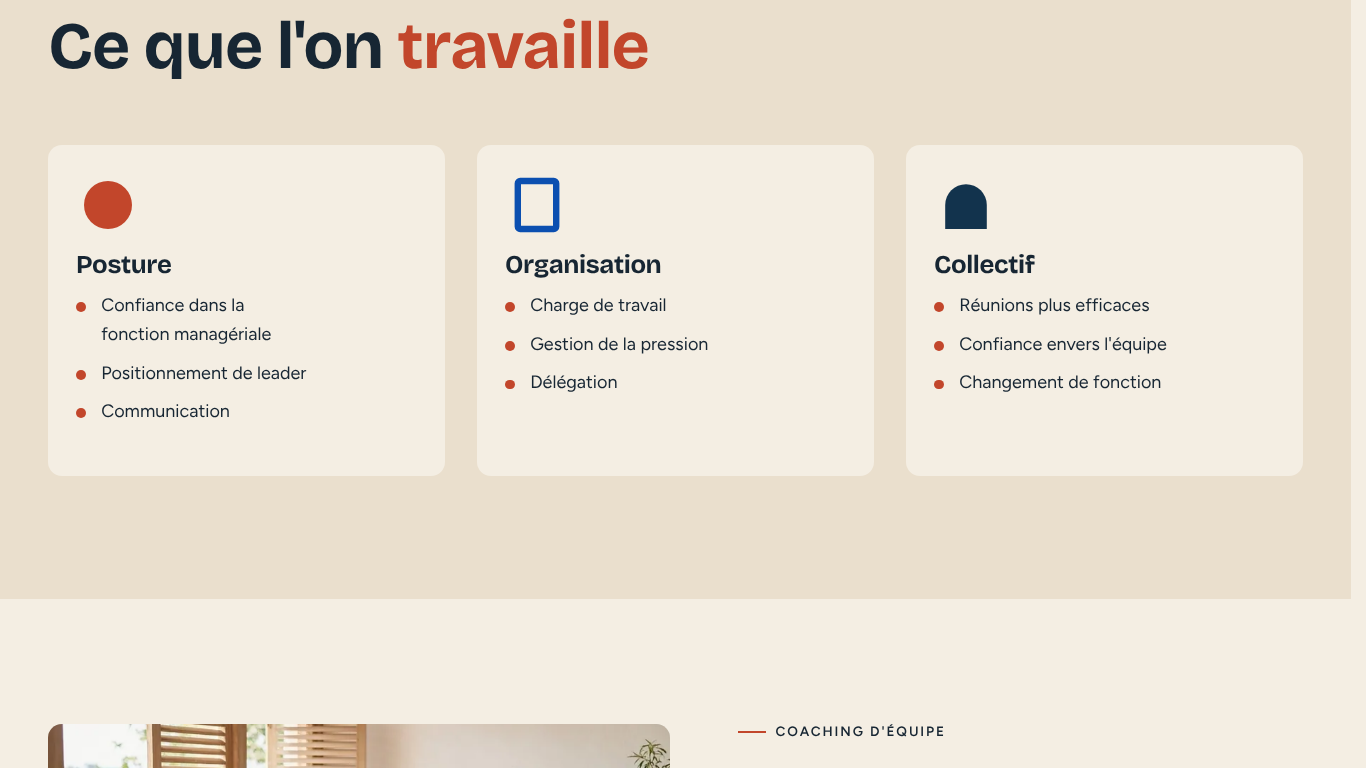 Ce que l'on travaille
Posture
Confiance dans la
fonction managériale
Positionnement de leader
Communication
Organisation
Charge de travail
Gestion de la pression
Délégation
Collectif
Réunions plus efficaces
Confiance envers l'équipe
Changement de fonction
COACHING D'ÉQUIPE